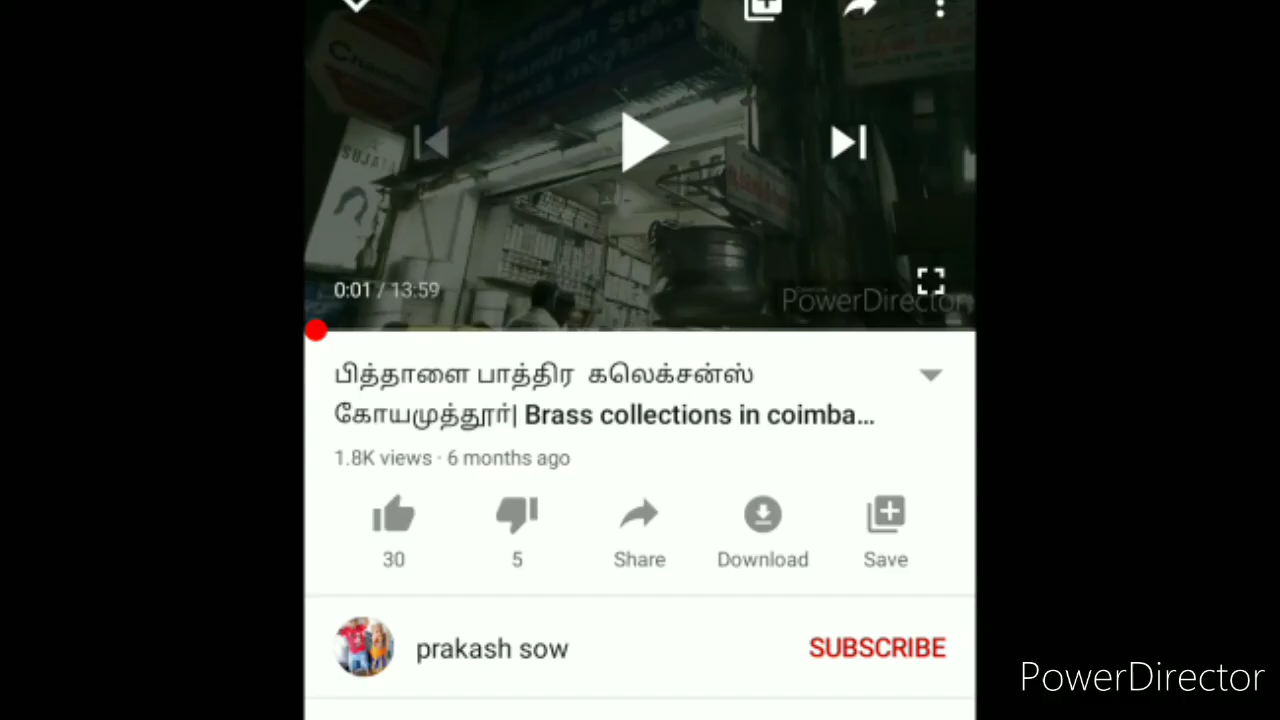 SUJATA
0:01 / 13:59
PowerDirector
பித்தாளை பாத்திர கலெக்சன்ஸ்
கோயமுத்தூர்| Brass collections in coimba...
1.8K views · 6 months ago
30
5
Share
Download
Save
prakash sow
SUBSCRIBE
PowerDirector